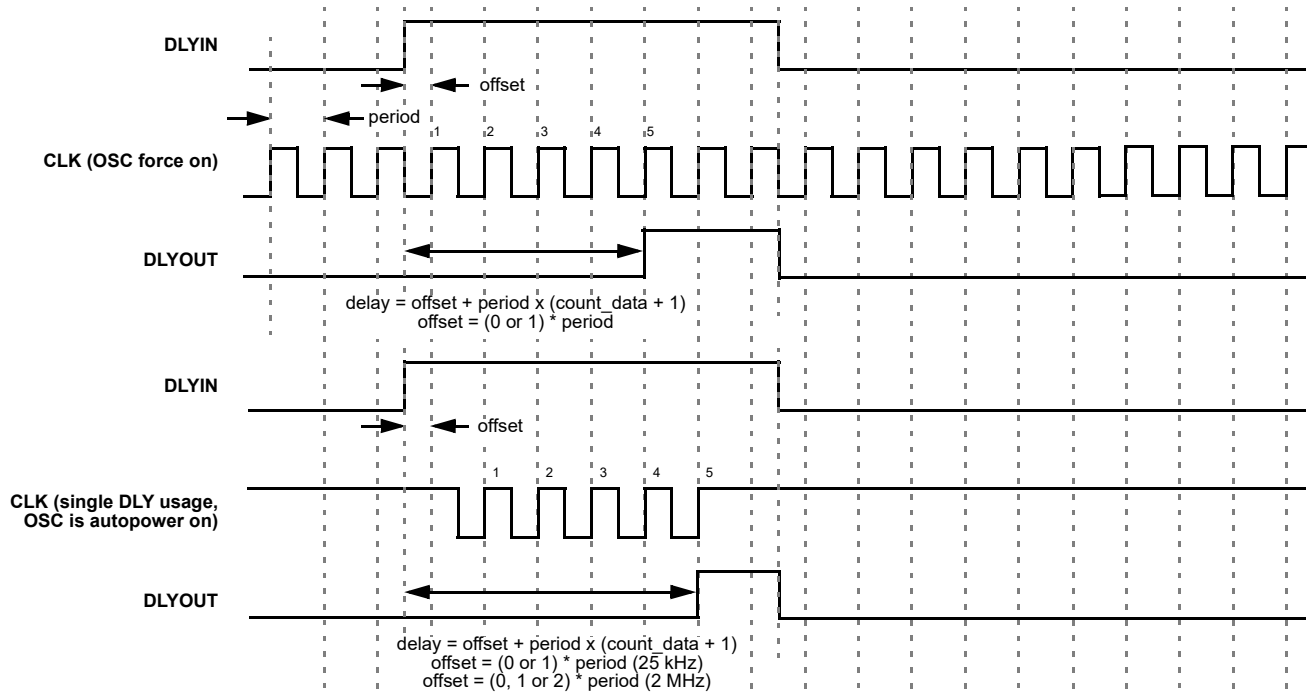 DLYIN
offset
period
1 2 3 4 5
CLK (OSC force on)
DLYOUT
delay = offset + period x (count_data + 1)
offset = (0 or 1) * period
DLYIN
offset
1 2 3 4 5
CLK (single DLY usage,
OSC is autopower on)
DLYOUT
delay = offset + period x (count_data + 1)
offset = (0 or 1) * period (25 kHz)
offset = (0, 1 or 2) * period (2 MHz)